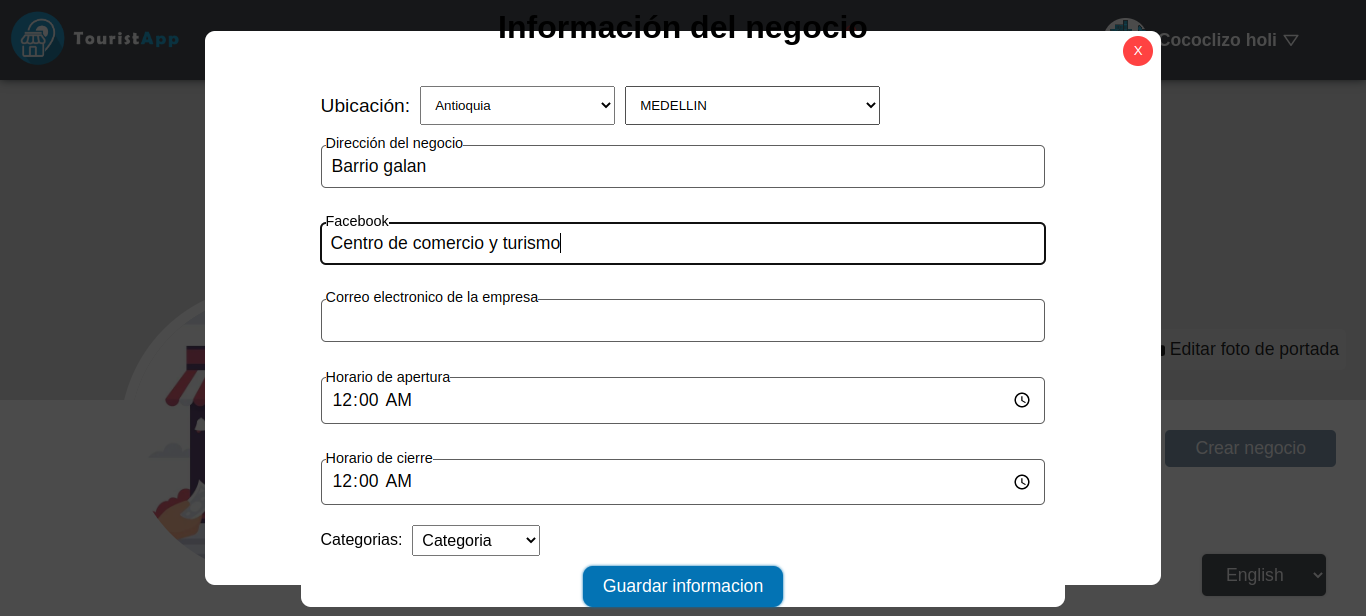 Información del negocio
TouristApp
Cococlizo holi
X
Ubicación: Antioquia MEDELLIN
Dirección del negocio
Barrio galan
Facebook
Centro de comercio y turismo
Correo electronico de la empresa
Editar foto de portada
Horario de apertura
12:00 AM
Crear negocio
Horario de cierre
12:00 AM
Categorias: Categoria
Guardar informacion
English